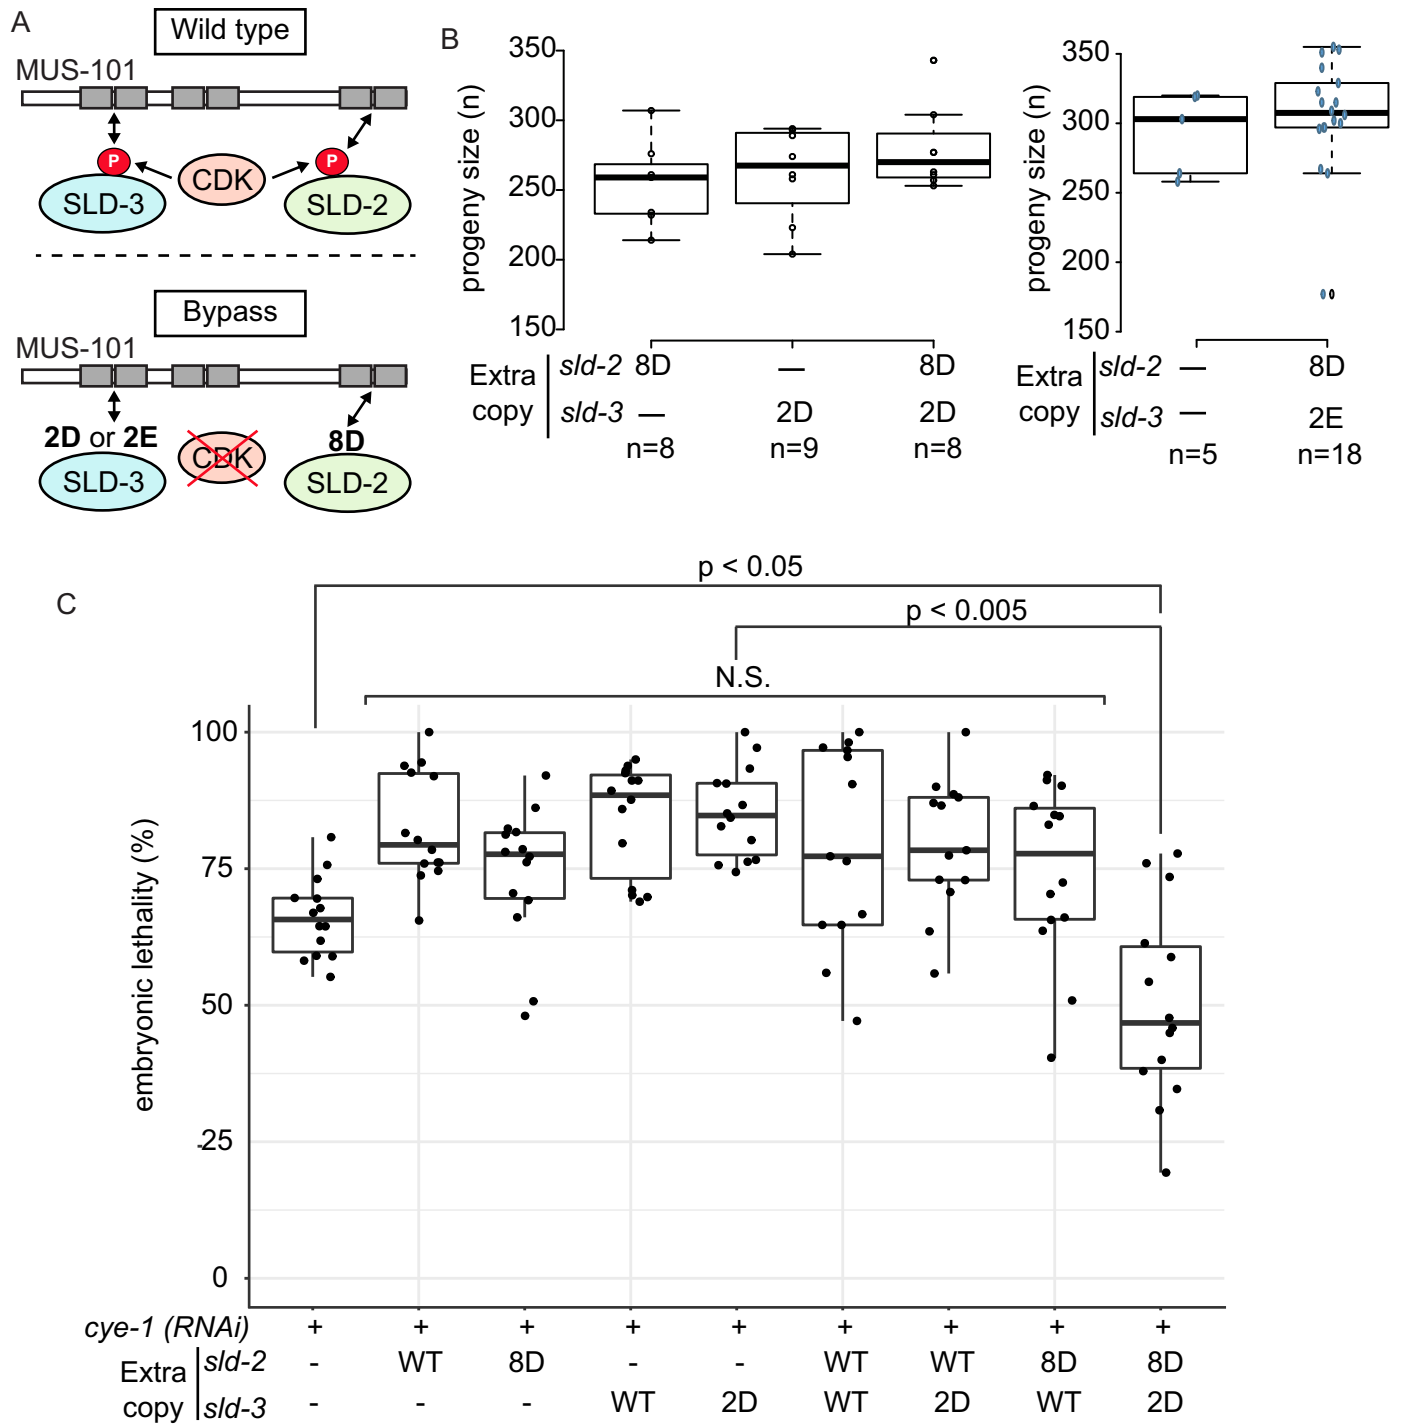 A
Wild type
MUS-101
P
P
CDK
SLD-3
SLD-2
Bypass
MUS-101
2D or 2E
CDK
8D
SLD-3
SLD-2
B
progeny size (n)
350
300
250
200
150
Extra copy
sld-2 8D — 8D
sld-3 — 2D 2D
n=8 n=9 n=8
progeny size (n)
350
300
250
200
150
Extra copy
sld-2 — 8D
sld-3 — 2E
n=5 n=18
C
p < 0.05
p < 0.005
N.S.
embryonic lethality (%)
100
75
50
25
0
cye-1 (RNAi) + + + + + + + + +
Extra copy
sld-2 - WT 8D - - WT WT 8D 8D
sld-3 - - - WT 2D WT 2D WT 2D